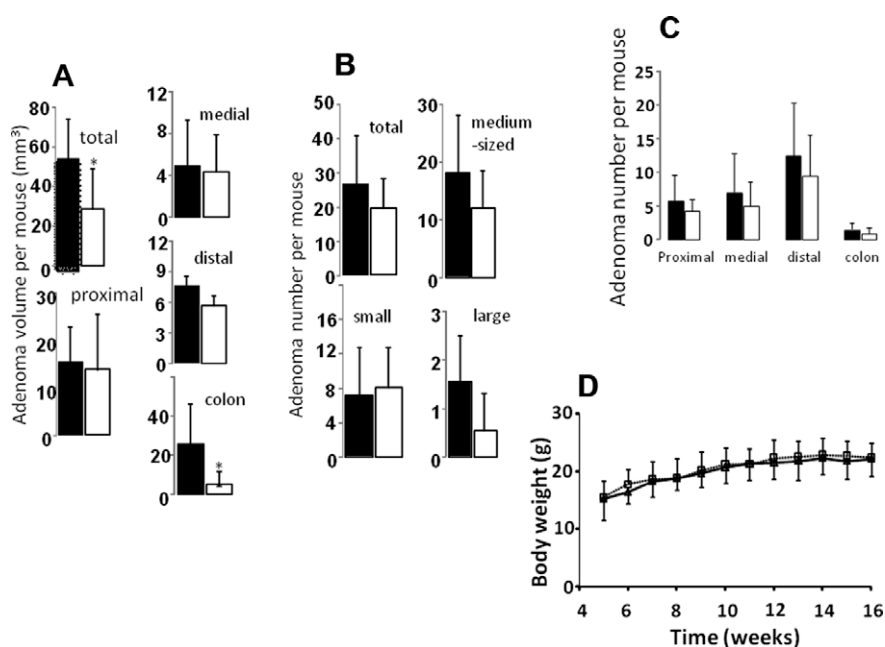 A
Adenoma volume per mouse (mm³)
80
60
40
20
0
total
*
30
20
10
0
proximal
12
8
4
0
medial
9
6
3
0
distal
40
20
0
colon
*
B
Adenoma number per mouse
50
40
30
20
10
0
total
30
20
10
0
medium
-sized
16
12
8
4
0
small
3
2
1
0
large
C
Adenoma number per mouse
25
20
15
10
5
0
Proximal medial distal colon
D
Body weight (g)
30
20
10
0
4 6 8 10 12 14 16
Time (weeks)